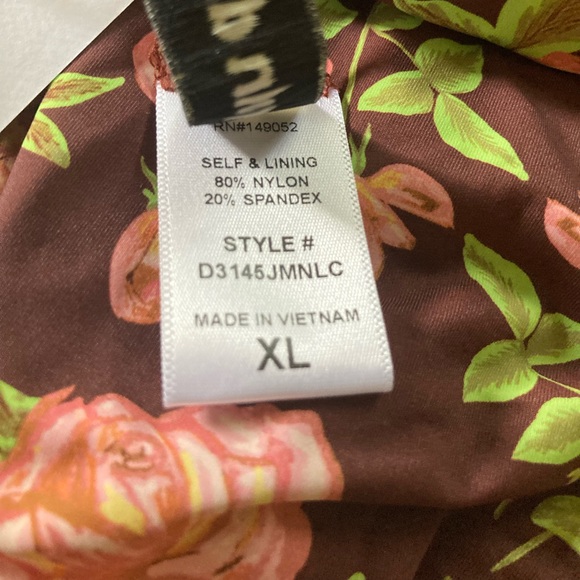 RN#149052
SELF & LINING
80% NYLON
20% SPANDEX
STYLE #
D3145JMNLC
MADE IN VIETNAM
XL